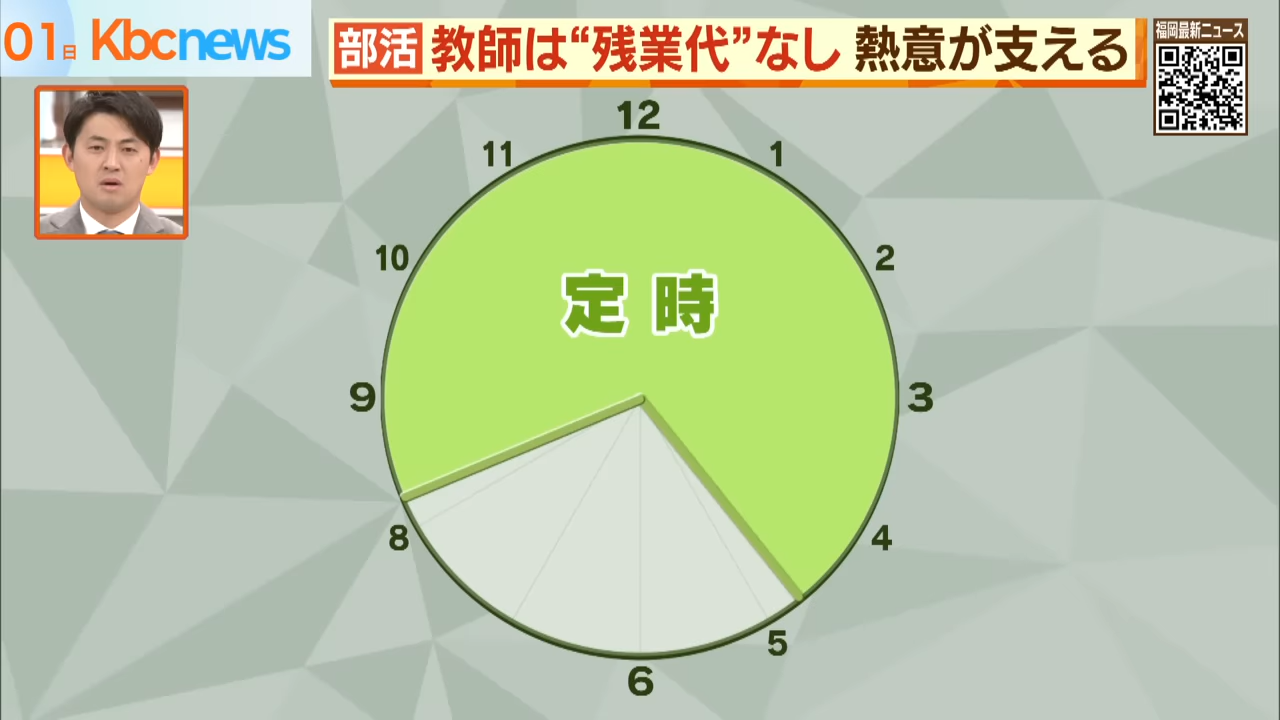 01日 Kbcnews
部活 教師は“残業代”なし 熱意が支える
福岡最新ニュース
12
11
1
10
2
定時
9
3
8
4
5
6